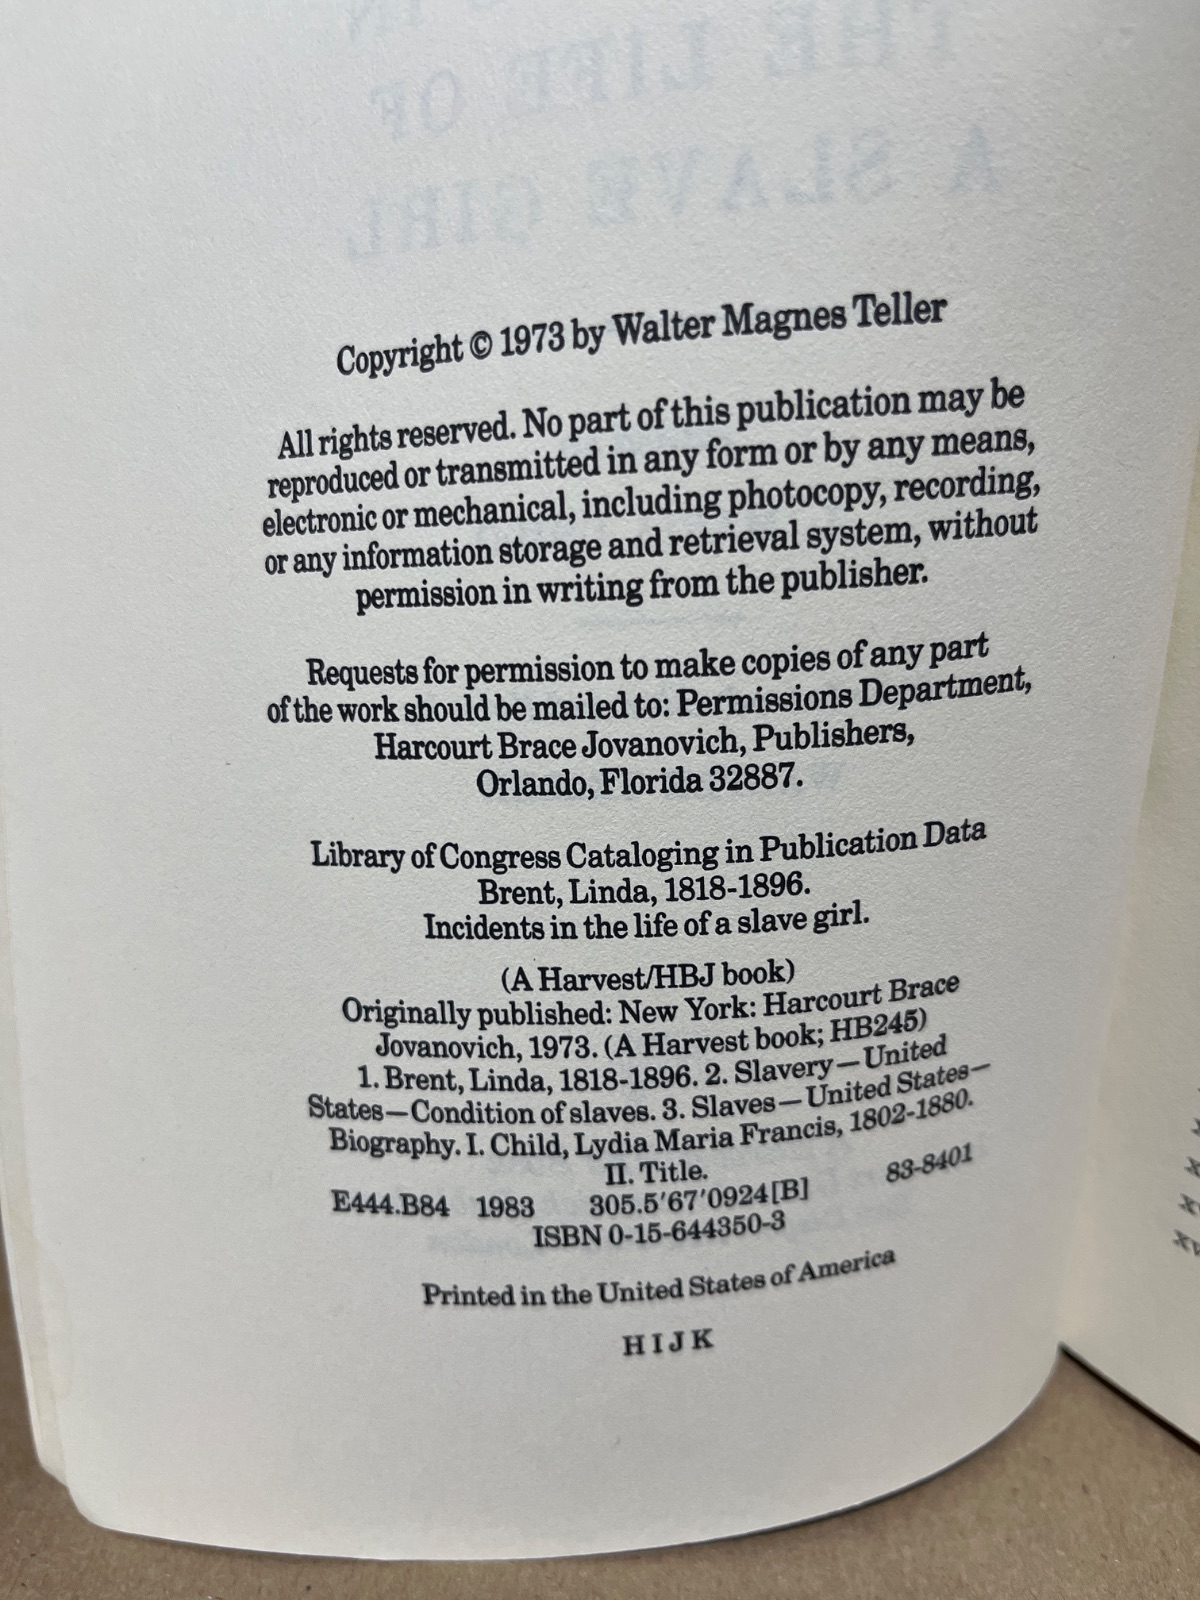 IN
THE LIFE OF
A SLAVE GIRL
Copyright © 1973 by Walter Magnes Teller
All rights reserved. No part of this publication may be
reproduced or transmitted in any form or by any means,
electronic or mechanical, including photocopy, recording,
or any information storage and retrieval system, without
permission in writing from the publisher.
Requests for permission to make copies of any part
of the work should be mailed to: Permissions Department,
Harcourt Brace Jovanovich, Publishers,
Orlando, Florida 32887.
Library of Congress Cataloging in Publication Data
Brent, Linda, 1818-1896.
Incidents in the life of a slave girl.
(A Harvest/HBJ book)
Originally published: New York: Harcourt Brace
Jovanovich, 1973. (A Harvest book; HB245)
1. Brent, Linda, 1818-1896. 2. Slavery—United
States—Condition of slaves. 3. Slaves—United States—
Biography. I. Child, Lydia Maria Francis, 1802-1880.
II. Title.
E444.B84 1983 305.5'67'0924[B] 83-8401
ISBN 0-15-644350-3
Printed in the United States of America
H I J K